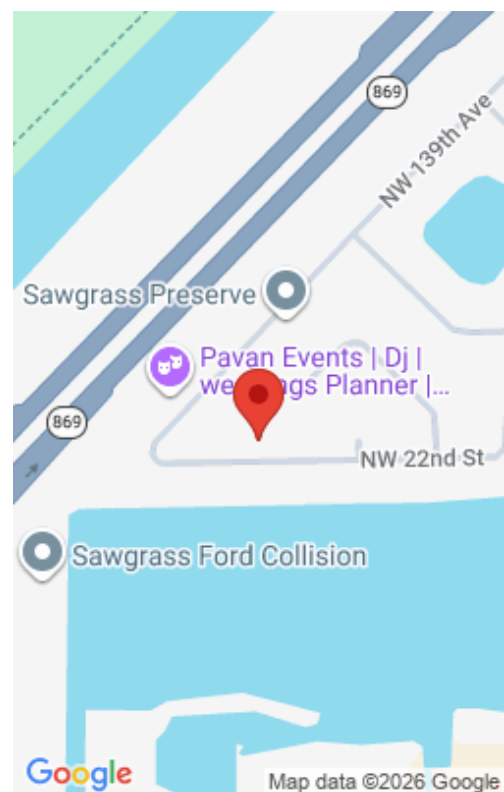 869
NW 139th Ave
Sawgrass Preserve
Pavan Events | Dj |
Planner |...
869
NW 22nd St
Sawgrass Ford Collision
Google
Map data ©2026 Google